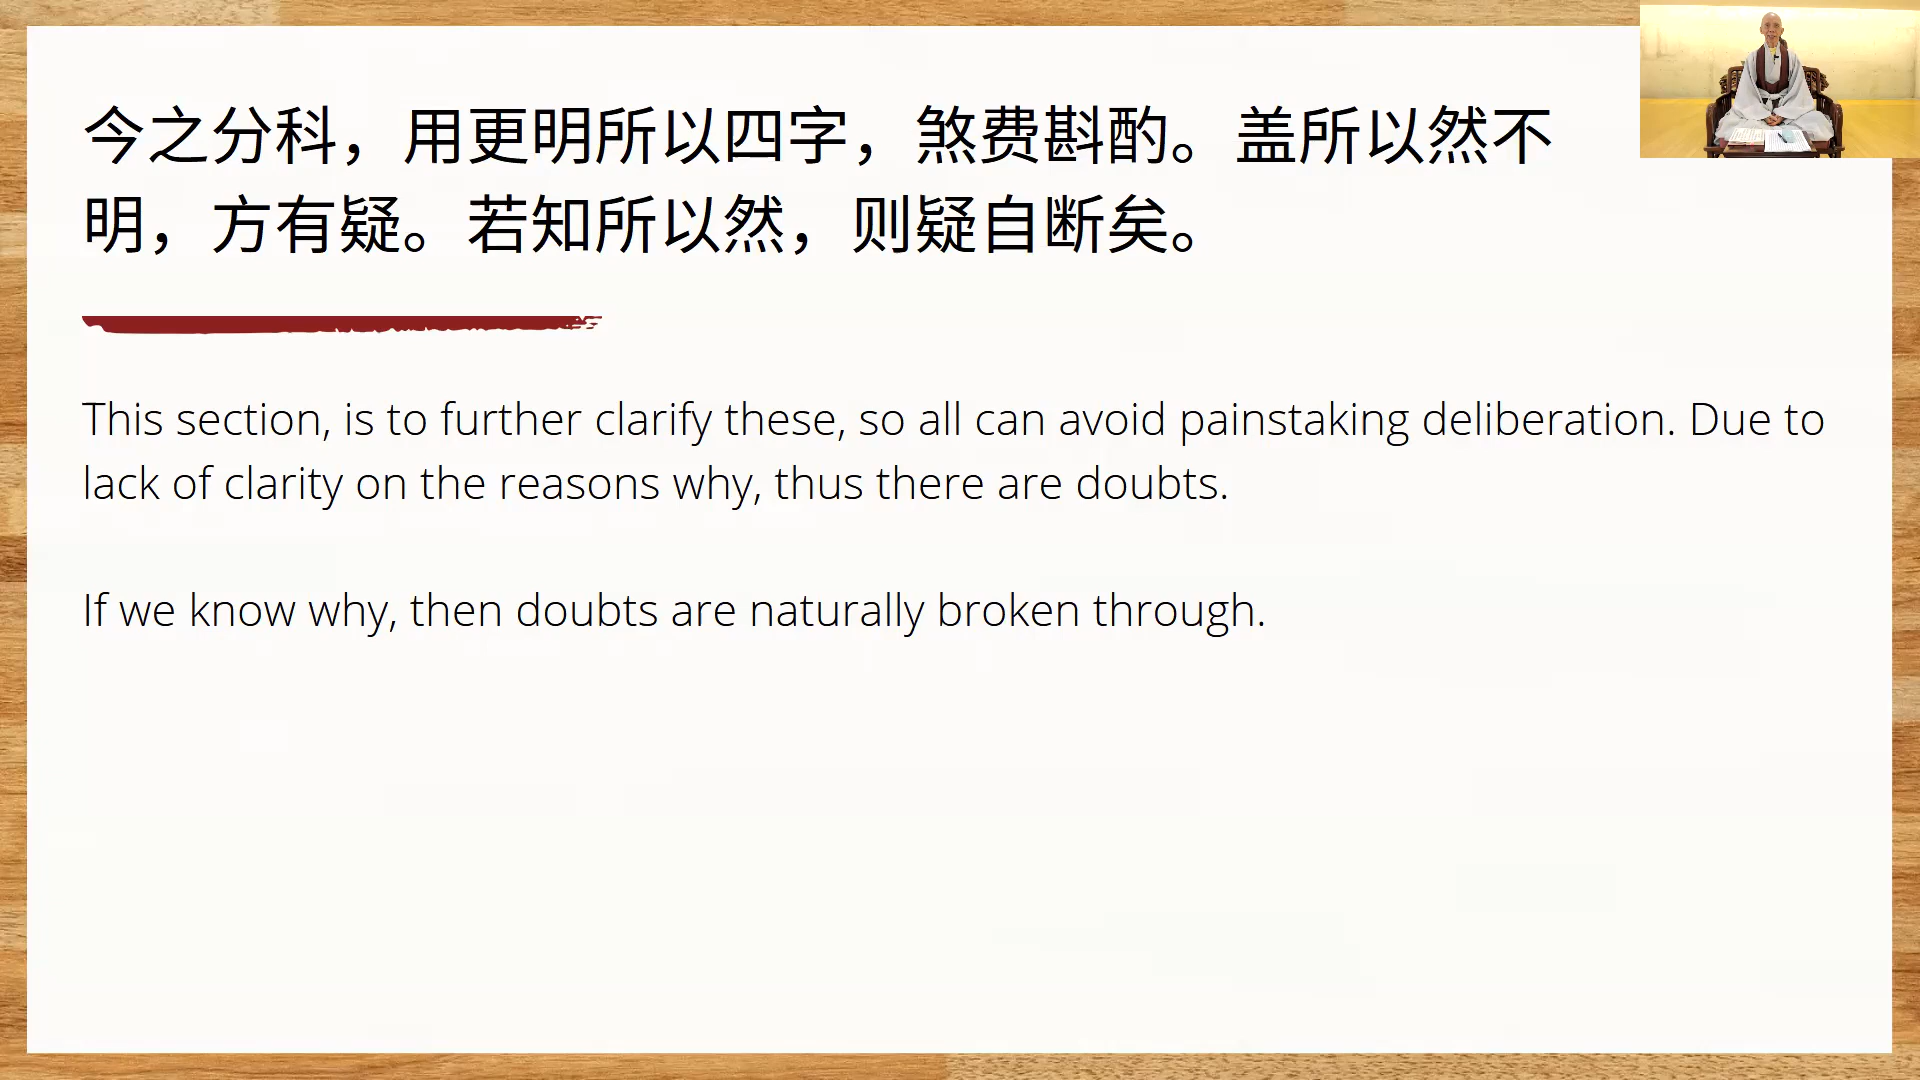 今之分科，用更明所以四字，煞费斟酌。盖所以然不
明，方有疑。若知所以然，则疑自断矣。
This section, is to further clarify these, so all can avoid painstaking deliberation. Due to
lack of clarity on the reasons why, thus there are doubts.
If we know why, then doubts are naturally broken through.